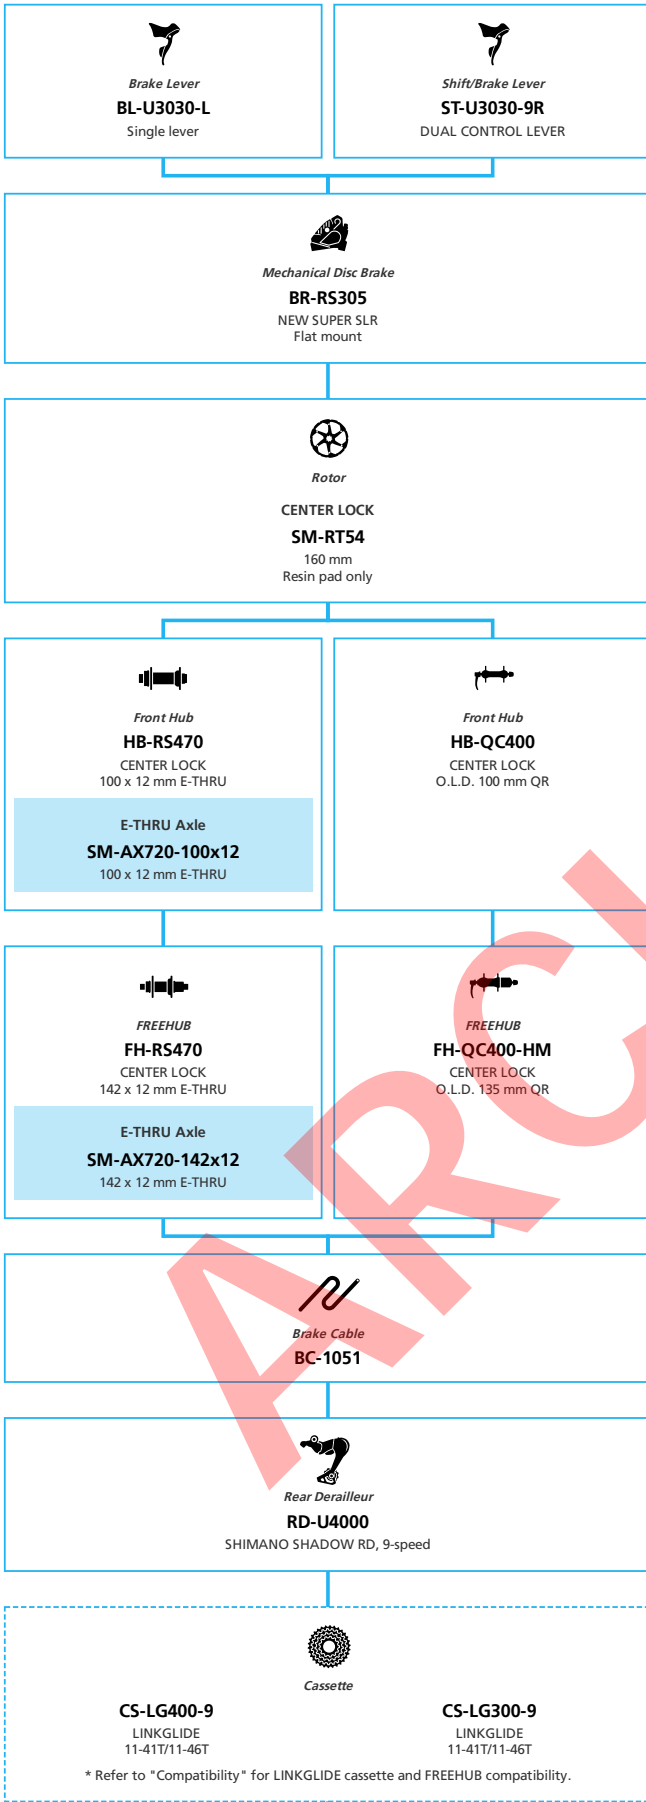 Brake Lever
BL-U3030-L
Single lever
Shift/Brake Lever
ST-U3030-9R
DUAL CONTROL LEVER
Mechanical Disc Brake
BR-RS305
NEW SUPER SLR
Flat mount
Rotor
CENTER LOCK
SM-RT54
160 mm
Resin pad only
Front Hub
HB-RS470
CENTER LOCK
100 x 12 mm E-THRU
E-THRU Axle
SM-AX720-100x12
100 x 12 mm E-THRU
Front Hub
HB-QC400
CENTER LOCK
O.L.D. 100 mm QR
FREEHUB
FH-RS470
CENTER LOCK
142 x 12 mm E-THRU
E-THRU Axle
SM-AX720-142x12
142 x 12 mm E-THRU
FREEHUB
FH-QC400-HM
CENTER LOCK
O.L.D. 135 mm QR
Brake Cable
BC-1051
Rear Derailleur
RD-U4000
SHIMANO SHADOW RD, 9-speed
Cassette
CS-LG400-9
LINKGLIDE
11-41T/11-46T
CS-LG300-9
LINKGLIDE
11-41T/11-46T
* Refer to "Compatibility" for LINKGLIDE cassette and FREEHUB compatibility.